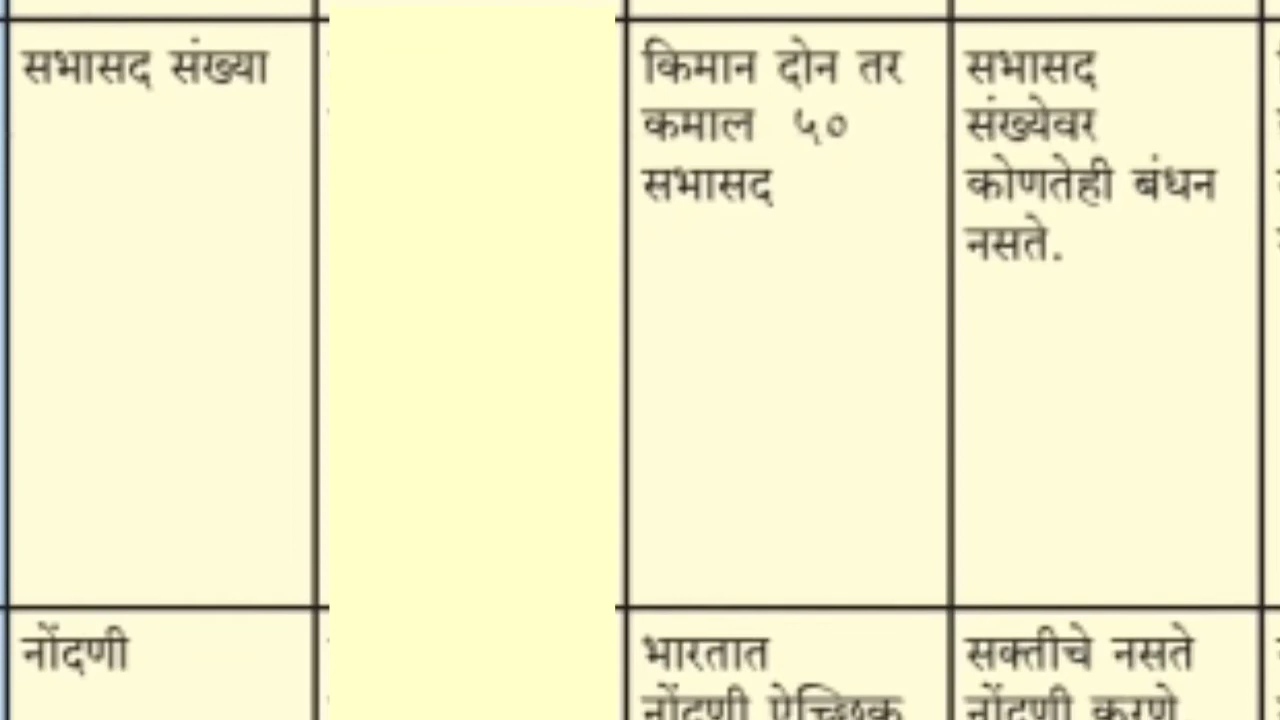 सभासद संख्या
किमान दोन तर
कमाल ५०
सभासद
सभासद
संख्येवर
कोणतेही बंधन
नसते.
नोंदणी
भारतात
नोंदणी ऐच्छिक
सक्तीचे नसते
नोंदणी करणे